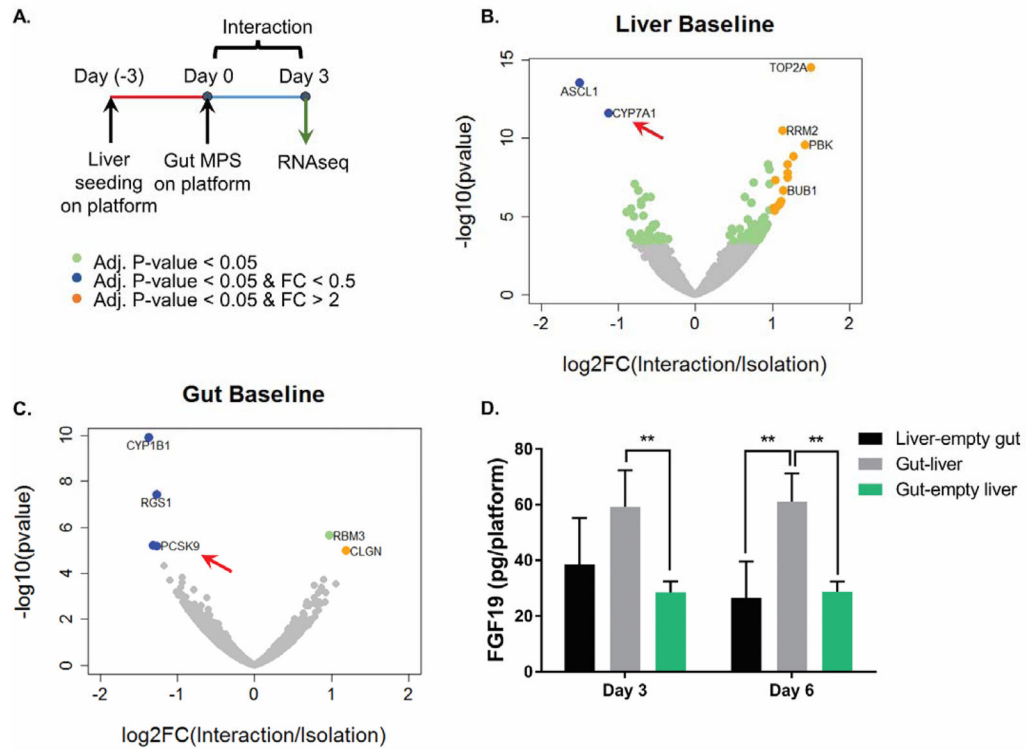 A.
Interaction
Day (-3)
Day 0
Day 3
Liver
seeding
on platform
Gut MPS
on platform
RNAseq
Adj. P-value < 0.05
Adj. P-value < 0.05 & FC < 0.5
Adj. P-value < 0.05 & FC > 2
B.
Liver Baseline
-log10(pvalue)
15
10
5
0
TOP2A
ASCL1
CYP7A1
RRM2
PBK
BUB1
-2
-1
0
1
2
log2FC(Interaction/Isolation)
C.
Gut Baseline
-log10(pvalue)
10
8
6
4
2
0
CYP1B1
RGS1
PCSK9
RBM3
CLGN
-2
-1
0
1
2
log2FC(Interaction/Isolation)
D.
FGF19 (pg/platform)
80
60
40
20
0
**
**
**
Day 3
Day 6
Liver-empty gut
Gut-liver
Gut-empty liver